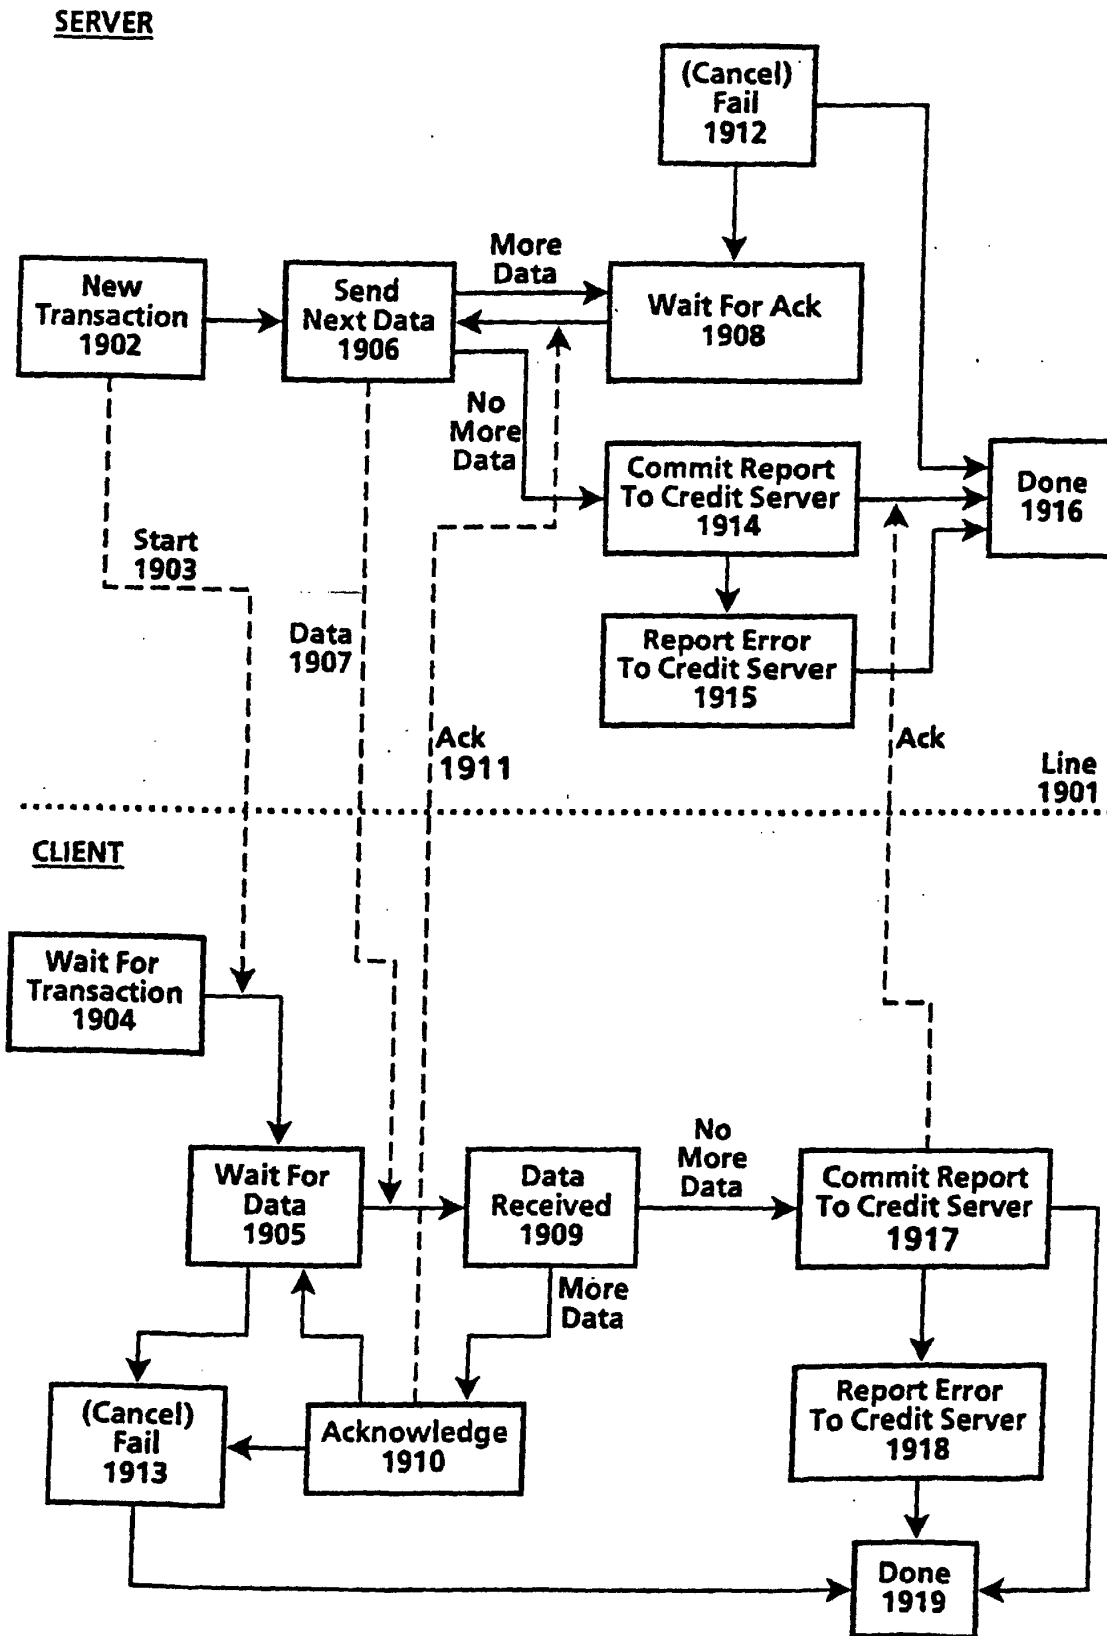 SERVER
(Cancel)
Fail
1912
New
Transaction
1902
Send
Next Data
1906
More
Data
Wait For Ack
1908
No
More
Data
Commit Report
To Credit Server
1914
Done
1916
Start
1903
Data
1907
Report Error
To Credit Server
1915
Ack
1911
Ack
Line
1901
CLIENT
Wait For
Transaction
1904
Wait For
Data
1905
Data
Received
1909
No
More
Data
Commit Report
To Credit Server
1917
More
Data
(Cancel)
Fail
1913
Acknowledge
1910
Report Error
To Credit Server
1918
Done
1919